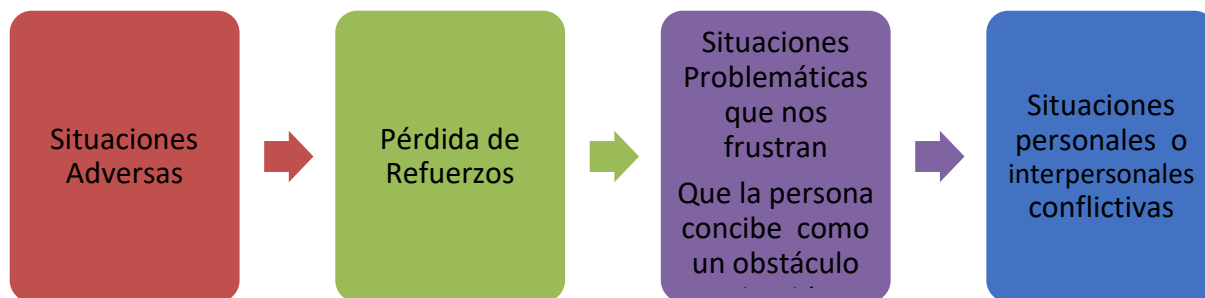 Situaciones
Adversas
Pérdida de
Refuerzos
Situaciones
Problemáticas
que nos
frustran
Que la persona
concibe como
un obstáculo
Situaciones
personales o
interpersonales
conflictivas